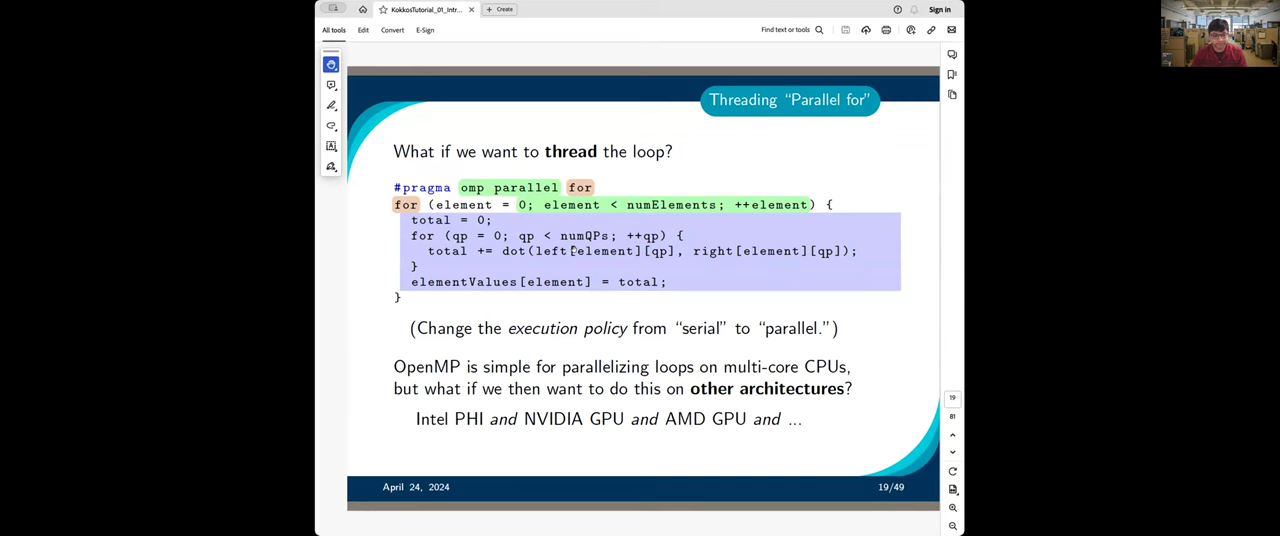 KokkosTutorial_01_Intr...
+ Create
Sign in
All tools
Edit
Convert
E-Sign
Find text or tools
Threading “Parallel for”
What if we want to thread the loop?
#pragma omp parallel for
for (element = 0; element < numElements; ++element) {
total = 0;
for (qp = 0; qp < numQPs; ++qp) {
total += dot(left[element][qp], right[element][qp]);
}
elementValues[element] = total;
}
(Change the execution policy from “serial” to “parallel.”)
OpenMP is simple for parallelizing loops on multi-core CPUs,
but what if we then want to do this on other architectures?
Intel PHI and NVIDIA GPU and AMD GPU and ...
April 24, 2024
19/49
19
81